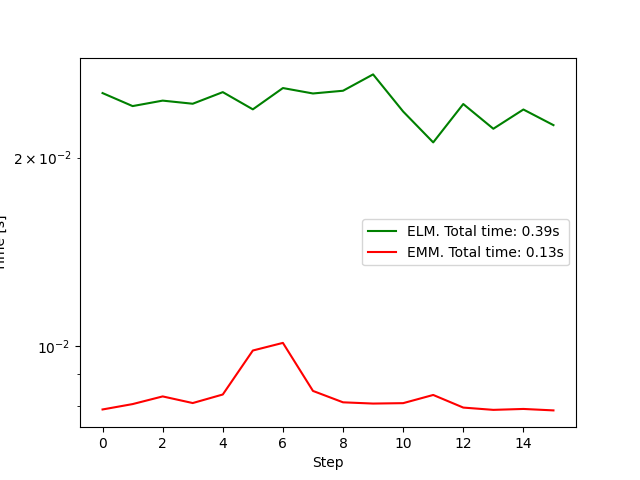 2 × 10⁻²
10⁻²
ELM. Total time: 0.39s
EMM. Total time: 0.13s
0 2 4 6 8 10 12 14
Step